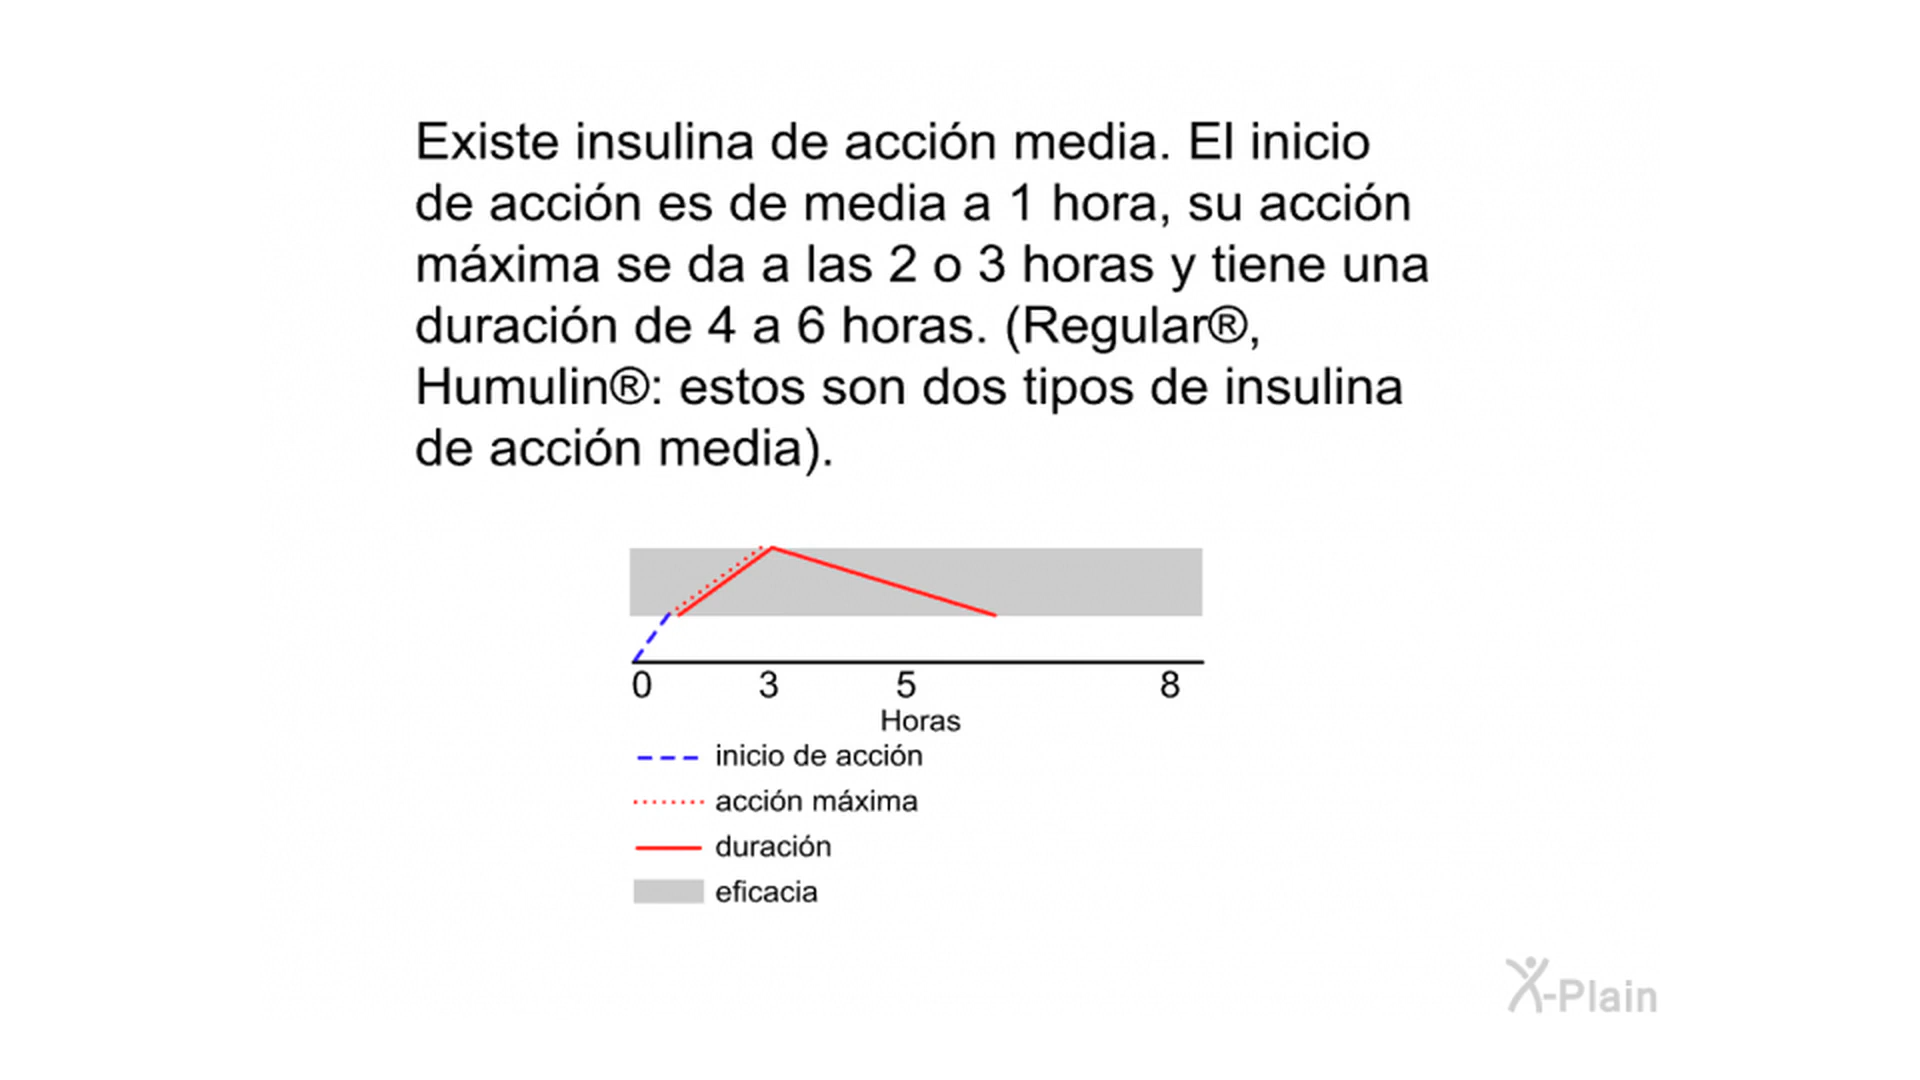 Existe insulina de acción media. El inicio
de acción es de media a 1 hora, su acción
máxima se da a las 2 o 3 horas y tiene una
duración de 4 a 6 horas. (Regular®,
Humulin®: estos son dos tipos de insulina
de acción media).
0 3 5 8
Horas
inicio de acción
acción máxima
duración
eficacia
X-Plain